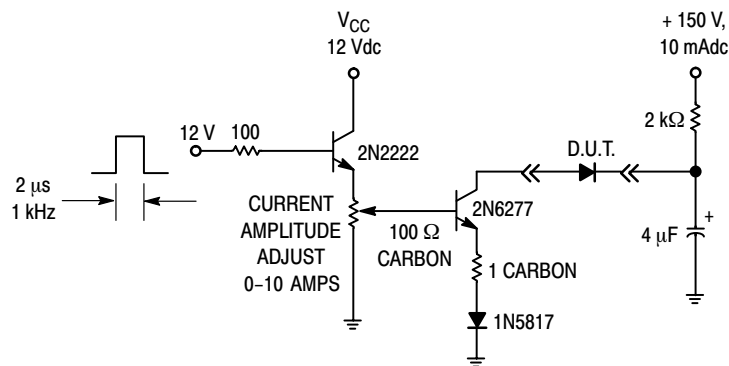 V_CC
12 Vdc
+ 150 V,
10 mAdc
12 V
100
2N2222
2 kΩ
D.U.T.
2 μs
1 kHz
CURRENT
AMPLITUDE
ADJUST
0–10 AMPS
100 Ω
CARBON
2N6277
1 CARBON
+
4 μF
1N5817